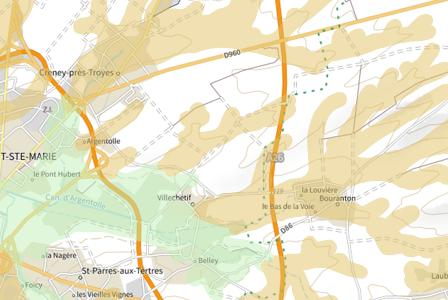 D960
Creney-près-Troyes
Z.I
Argentolle
T-STE-MARIE
A26
le Pont Hubert
la Louvière
Villechétif
Bouranton
Can. d'Argentolle
le Bas de la Voie
D86
la Nagère
Belley
St-Parres-aux-Tertres
Foicy
les Vieilles Vignes
Laub